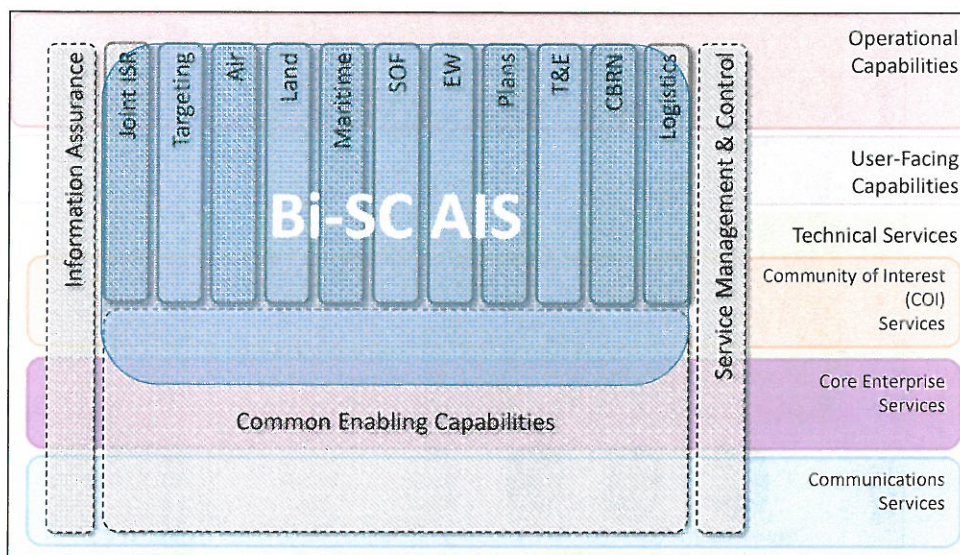 Information Assurance
Joint ISR
Targeting
Air
Land
Maritime
SOF
EW
Plans
T&E
CBRN
Logistics
Service Management & Control
Bi-SC AIS
Common Enabling Capabilities
Operational
Capabilities
User-Facing
Capabilities
Technical Services
Community of Interest
(COI)
Services
Core Enterprise
Services
Communications
Services